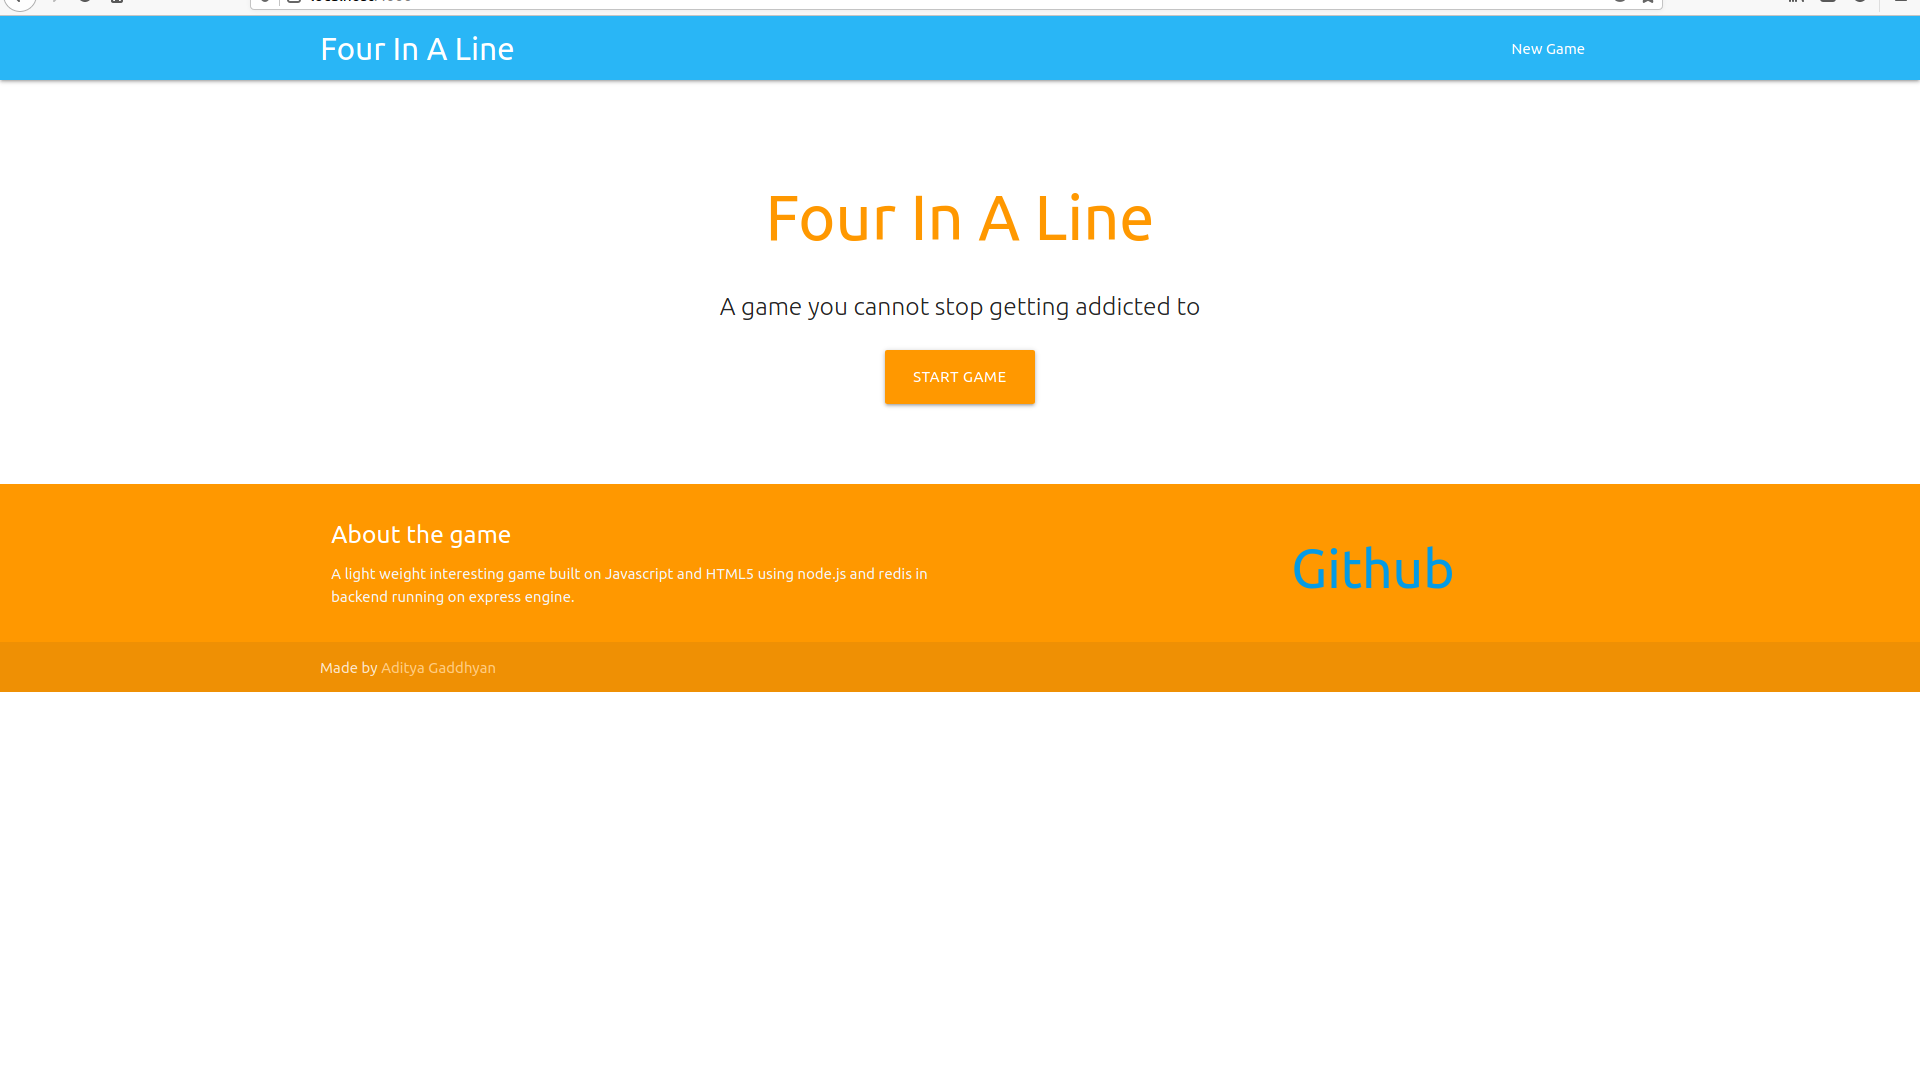 Four In A Line
New Game
Four In A Line
A game you cannot stop getting addicted to
START GAME
About the game
A light weight interesting game built on Javascript and HTML5 using node.js and redis in
backend running on express engine.
Github
Made by Aditya Gaddhyan